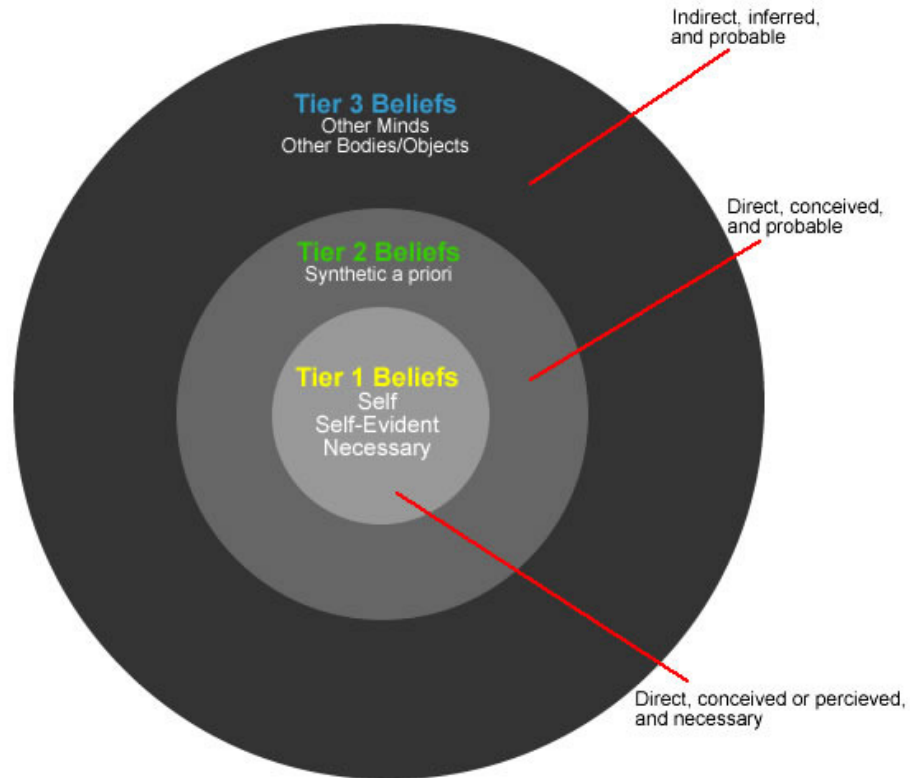 Indirect, inferred,
and probable
Tier 3 Beliefs
Other Minds
Other Bodies/Objects
Direct, conceived,
and probable
Tier 2 Beliefs
Synthetic a priori
Tier 1 Beliefs
Self
Self-Evident
Necessary
Direct, conceived or percieved,
and necessary